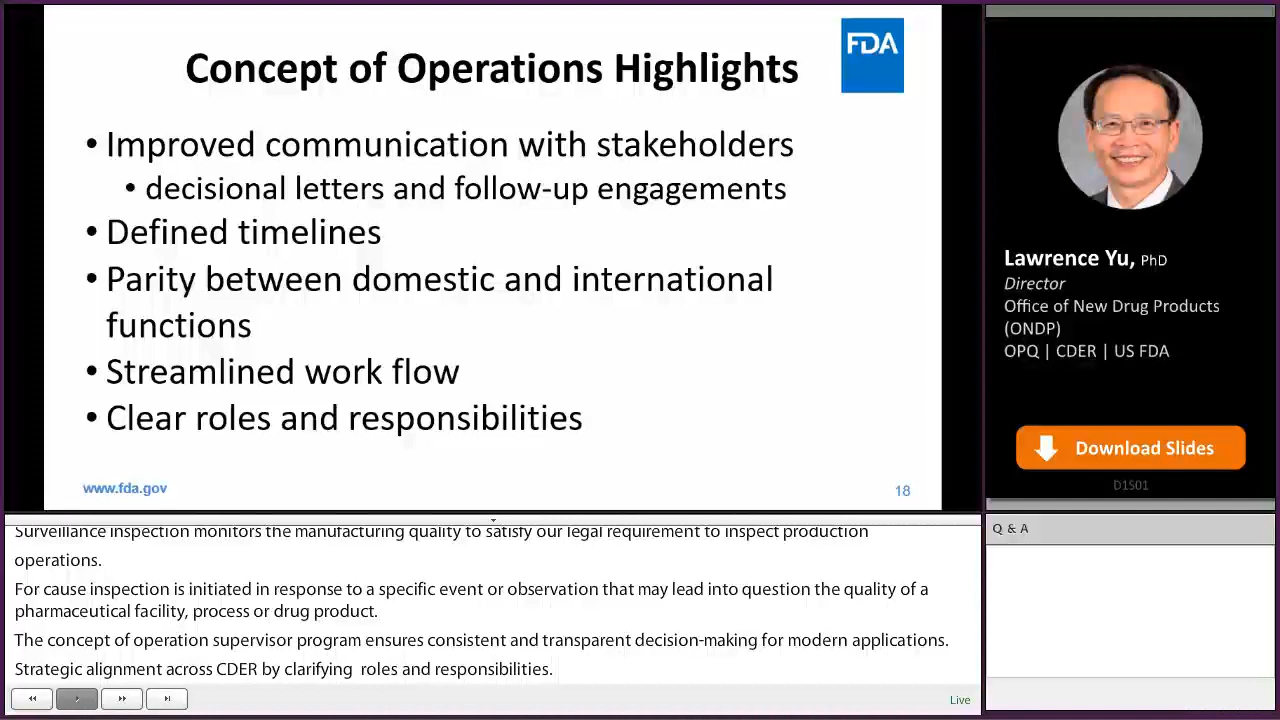 Concept of Operations Highlights
FDA
• Improved communication with stakeholders
• decisional letters and follow-up engagements
• Defined timelines
• Parity between domestic and international
functions
• Streamlined work flow
• Clear roles and responsibilities
www.fda.gov
18
Lawrence Yu, PhD
Director
Office of New Drug Products
(ONDP)
OPQ | CDER | US FDA
Download Slides
D1S01
Surveillance inspection monitors the manufacturing quality to satisfy our legal requirement to inspect production
operations.
For cause inspection is initiated in response to a specific event or observation that may lead into question the quality of a
pharmaceutical facility, process or drug product.
The concept of operation supervisor program ensures consistent and transparent decision-making for modern applications.
Strategic alignment across CDER by clarifying roles and responsibilities.
Live
Q & A